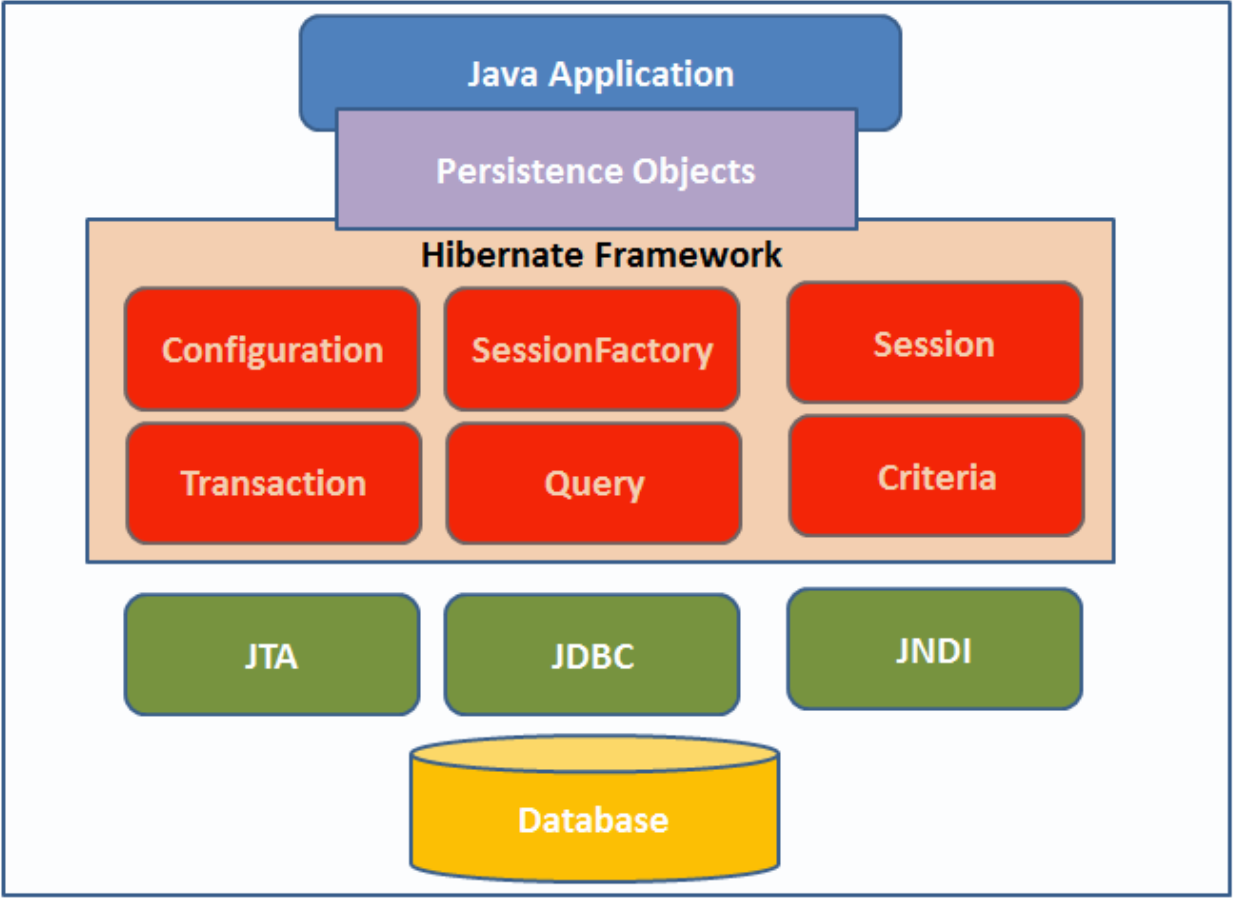 Java Application
Persistence Objects
Hibernate Framework
Configuration
SessionFactory
Session
Transaction
Query
Criteria
JTA
JDBC
JNDI
Database